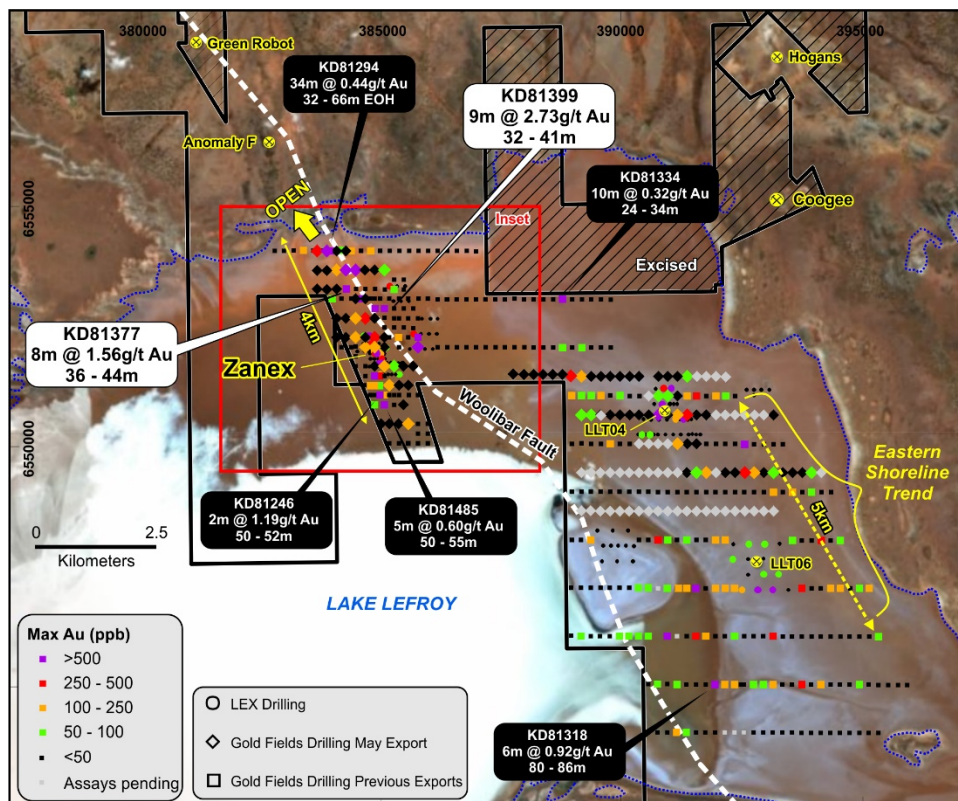 380000
385000
390000
395000
Green Robot
Hogans
KD81294
34m @ 0.44g/t Au
32 - 66m EOH
KD81399
9m @ 2.73g/t Au
32 - 41m
Anomaly F
KD81334
10m @ 0.32g/t Au
24 - 34m
Coogee
6555000
OPEN
Inset
Excised
KD81377
8m @ 1.56g/t Au
36 - 44m
4km
Zanex
Woolibar Fault
LLT04
6550000
Eastern
Shoreline
Trend
5km
KD81246
2m @ 1.19g/t Au
50 - 52m
KD81485
5m @ 0.60g/t Au
50 - 55m
0
2.5
Kilometers
LLT06
LAKE LEFROY
Max Au (ppb)
>500
250 - 500
100 - 250
50 - 100
<50
Assays pending
LEX Drilling
Gold Fields Drilling May Export
Gold Fields Drilling Previous Exports
KD81318
6m @ 0.92g/t Au
80 - 86m